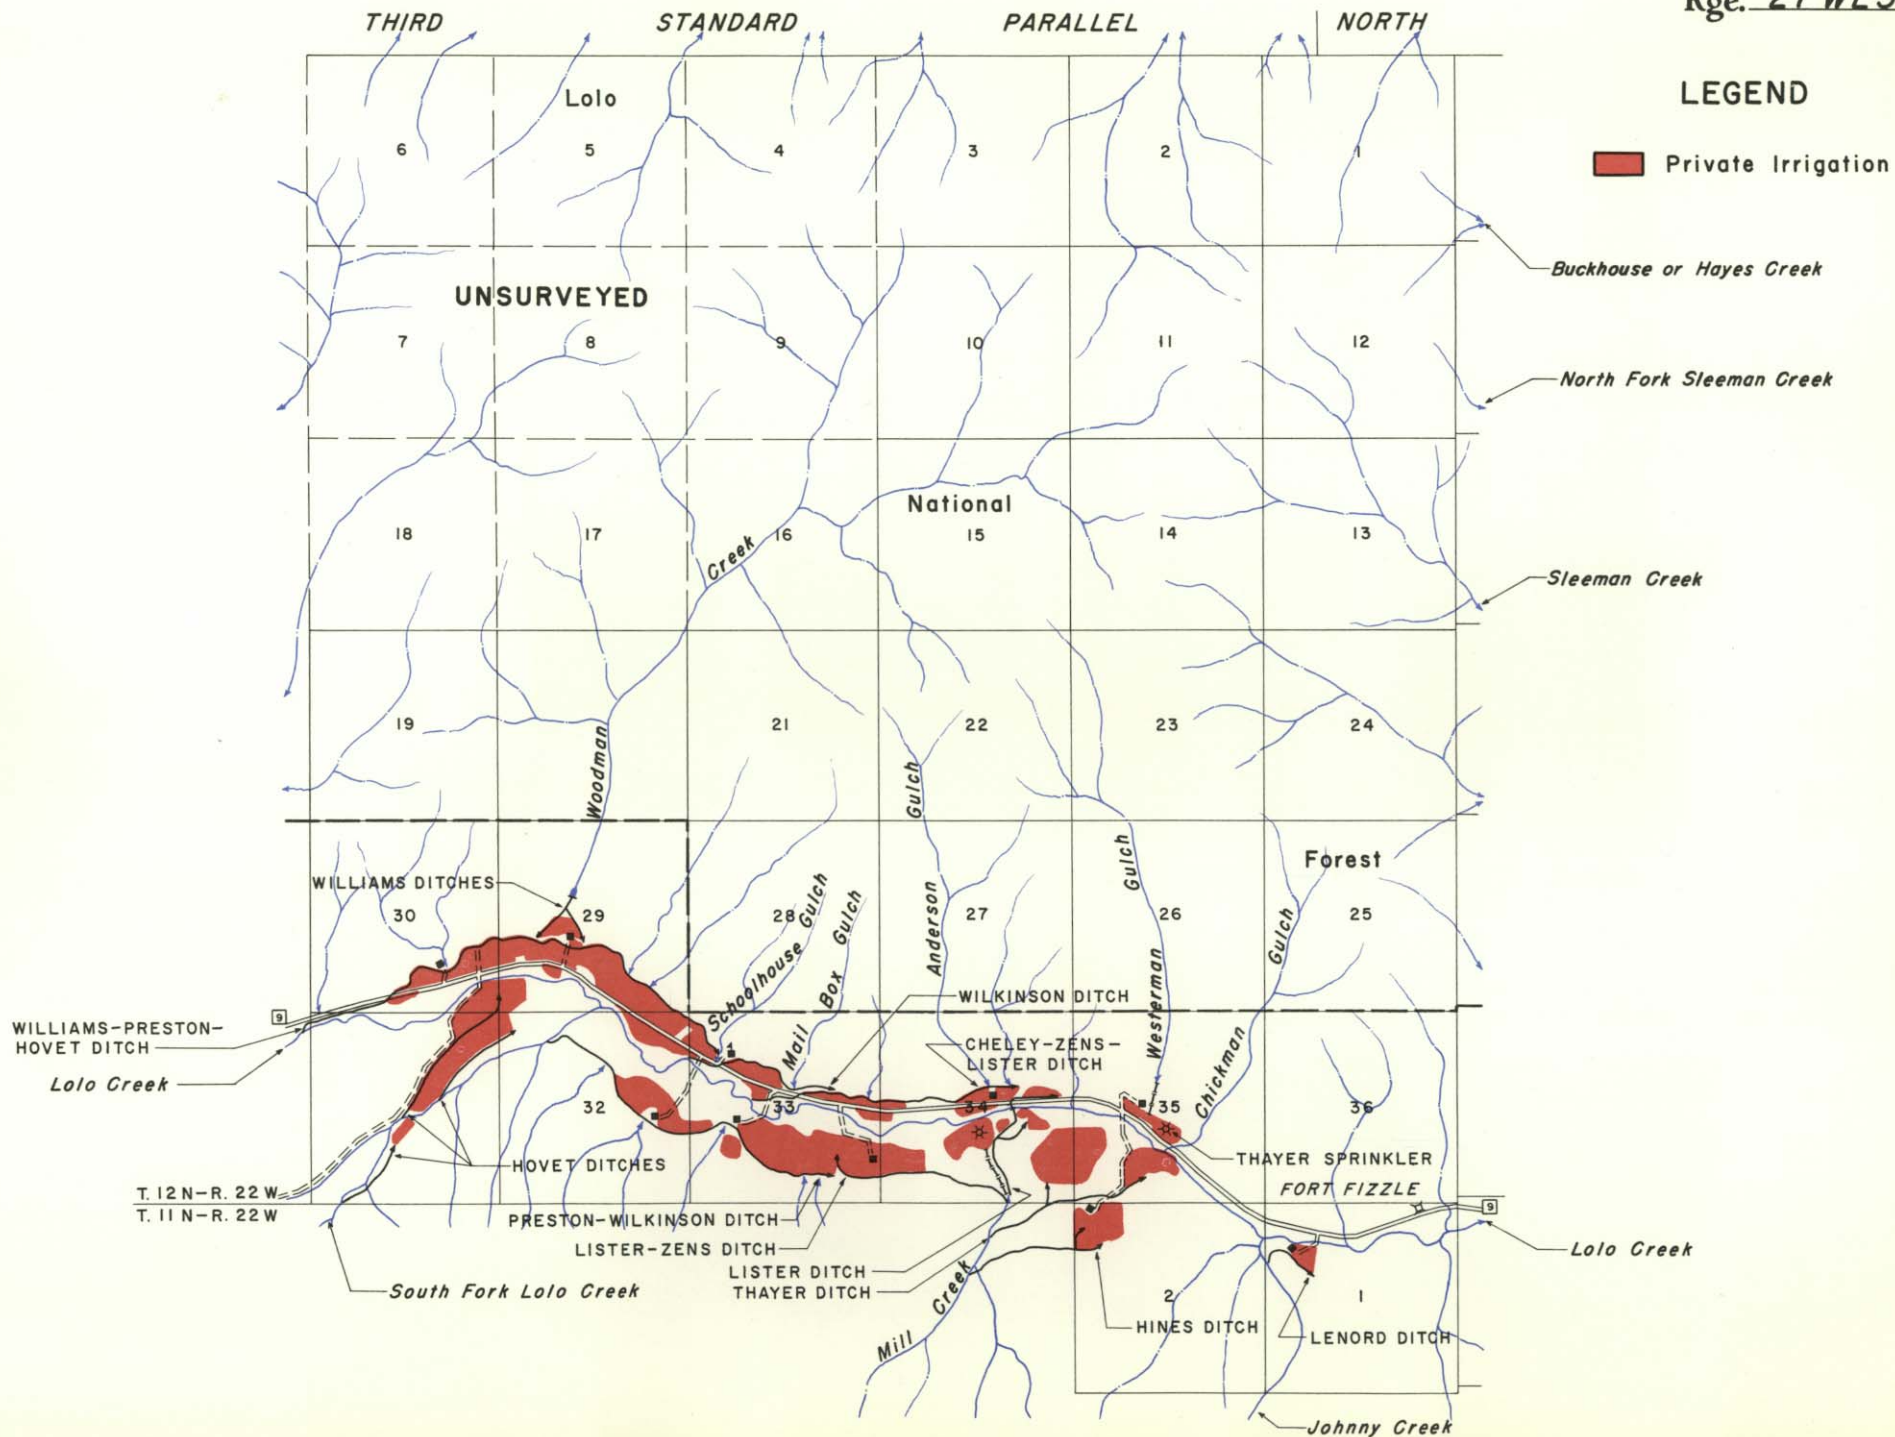 Rge.
THIRD STANDARD PARALLEL NORTH
LEGEND
Private Irrigation
Lolo
6 5 4 3 2 1
Buckhouse or Hayes Creek
UNSURVEYED
7 8 9 10 11 12
North Fork Sleeman Creek
National
18 17 16 15 14 13
Creek
Sleeman Creek
19 21 22 23 24
Woodman
Gulch
Gulch
Forest
WILLIAMS DITCHES
30 29 28 27 26 25
Schoolhouse Gulch
Mail Box Gulch
Anderson
Westerman
Gulch
Chickman
WILKINSON DITCH
9
WILLIAMS-PRESTON-
HOVET DITCH
CHELEY-ZENS-
LISTER DITCH
Lolo Creek
32 33 34 35 36
HOVET DITCHES
THAYER SPRINKLER
FORT FIZZLE
T. 12 N-R. 22 W
T. 11 N-R. 22 W
9
PRESTON-WILKINSON DITCH
LISTER-ZENS DITCH
Lolo Creek
LISTER DITCH
THAYER DITCH
South Fork Lolo Creek
Mill Creek
2 1
HINES DITCH
LENORD DITCH
Johnny Creek